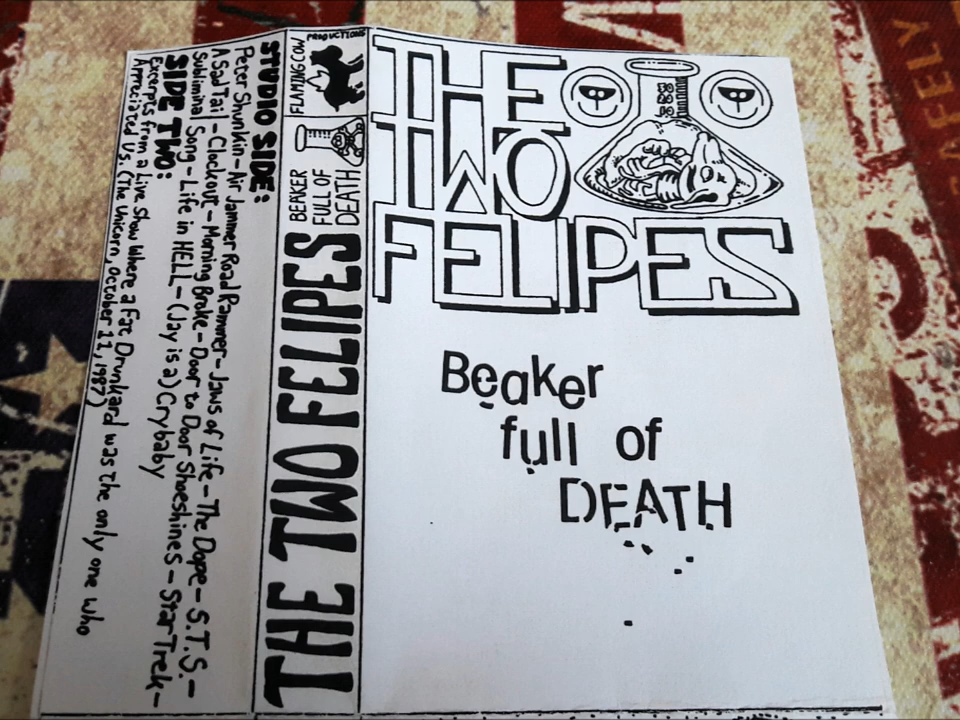 THE
TWO
FELIPES
Beaker
full of
DEATH
FLAMING COW
PRODUCTIONS
BEAKER
FULL OF
DEATH
THE TWO FELIPES
STUDIO SIDE:
Peter Shunkin - Air Jammer Road Rammer - Jaws of Life - The Dope - S.T.S. -
A Sad Tail - Clockout - Morning Broke - Door to Door Shoeshines - Star Trek -
Subliminal Song - Life in HELL - (Jay is a) Crybaby
SIDE TWO:
Excerpts from a Live Show Where a Fat Drunkard was the only one who
Appreciated Us. (The Unicorn, October 11, 1987)
AFELY